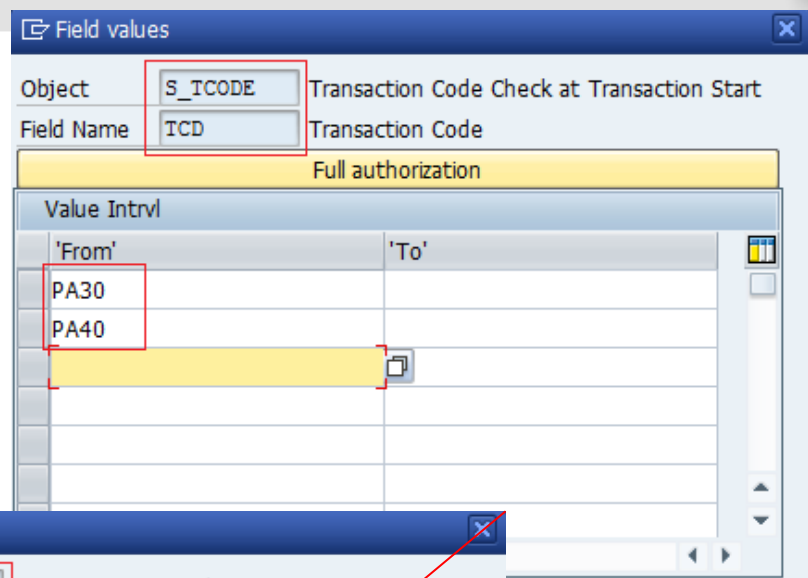 Field values
Object S_TCODE Transaction Code Check at Transaction Start
Field Name TCD Transaction Code
Full authorization
Value Intrvl
'From' 'To'
PA30
PA40